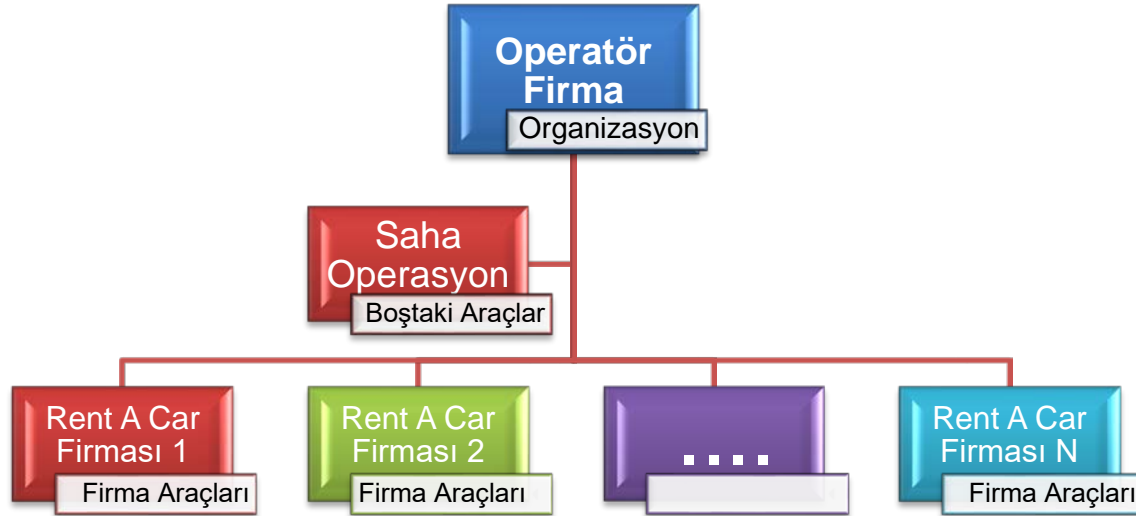 Operatör
Firma
Organizasyon
Saha
Operasyon
Boştaki Araçlar
Rent A Car
Firması 1
Firma Araçları
Rent A Car
Firması 2
Firma Araçları
....
Rent A Car
Firması N
Firma Araçları